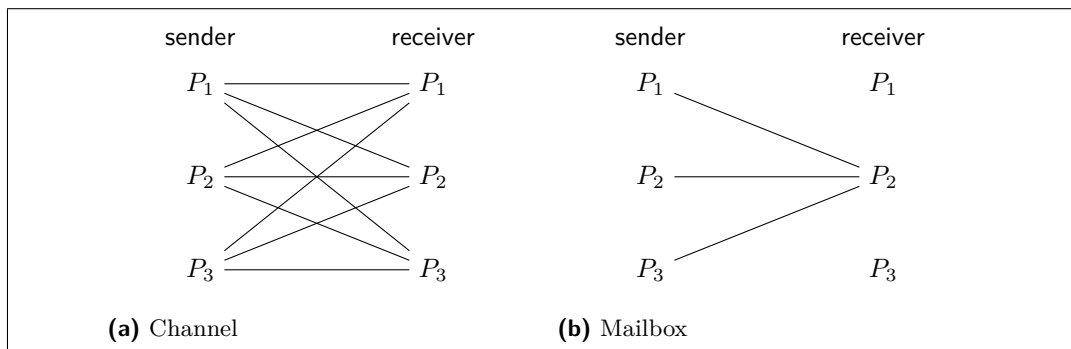 sender receiver sender receiver
P1 P1 P1 P1
P2 P2 P2 P2
P3 P3 P3 P3
(a) Channel (b) Mailbox